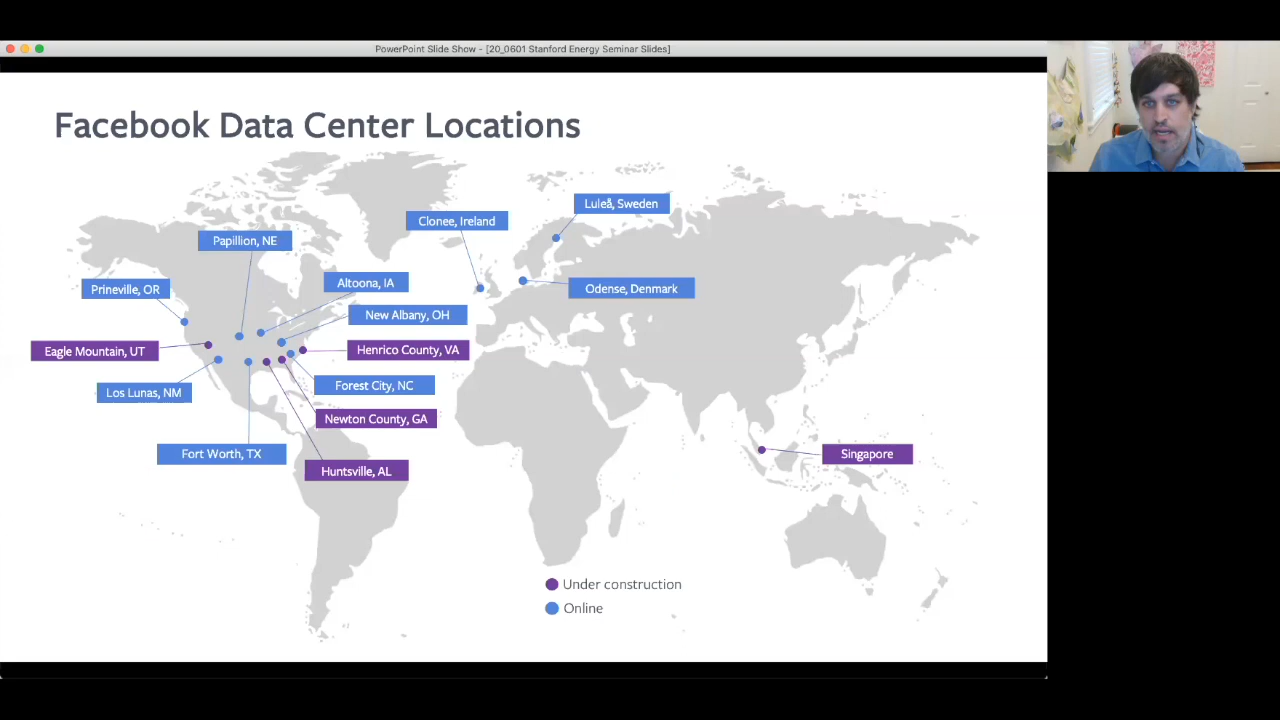 PowerPoint Slide Show - [20_0601 Stanford Energy Seminar Slides]
Facebook Data Center Locations
Luleå, Sweden
Clonee, Ireland
Papillion, NE
Altoona, IA
Prineville, OR
Odense, Denmark
New Albany, OH
Eagle Mountain, UT
Henrico County, VA
Los Lunas, NM
Forest City, NC
Newton County, GA
Fort Worth, TX
Singapore
Huntsville, AL
Under construction
Online